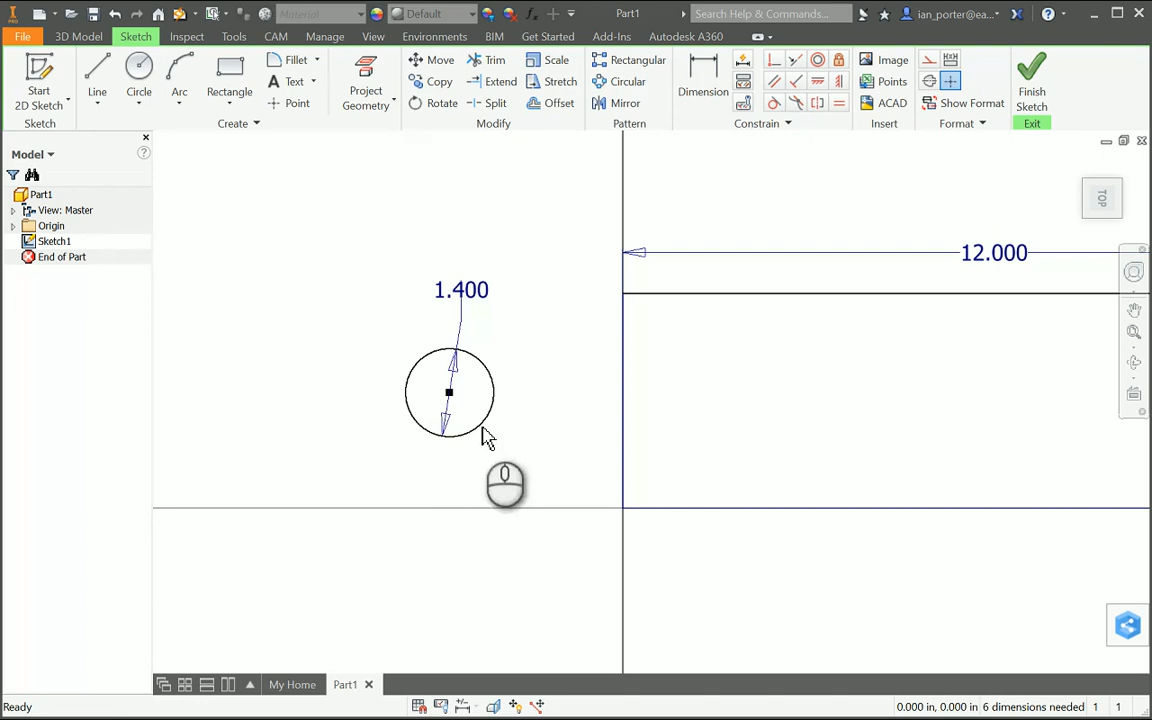 PRO Material Default fx Part1 Search Help & Commands... ian_porter@ea...
File 3D Model Sketch Inspect Tools CAM Manage View Environments BIM Get Started Add-Ins Autodesk A360
Start 2D Sketch
Line
Circle
Arc
Rectangle
Fillet
Text
Point
Project Geometry
Move Trim Scale
Copy Extend Stretch
Rotate Split Offset
Rectangular
Circular
Mirror
Dimension
Image
Points
ACAD
Show Format
Finish Sketch
Sketch Create Modify Pattern Constrain Insert Format Exit
Model
Part1
View: Master
Origin
Sketch1
End of Part
TOP
12.000
1.400
My Home Part1
Ready 0.000 in, 0.000 in 6 dimensions needed 1 1